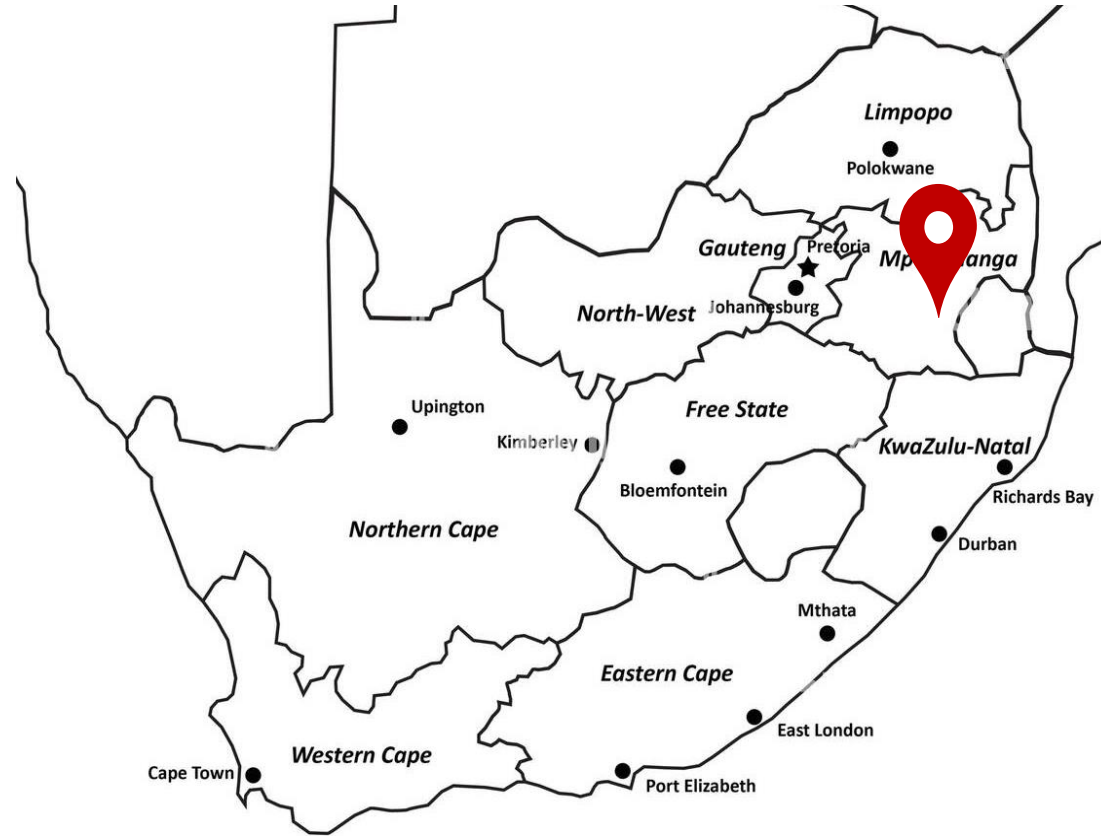 Limpopo
Polokwane
Gauteng
Pretoria
Johannesburg
North-West
Upington
Free State
Kimberley
KwaZulu-Natal
Bloemfontein
Richards Bay
Northern Cape
Durban
Mthata
Eastern Cape
East London
Western Cape
Cape Town
Port Elizabeth